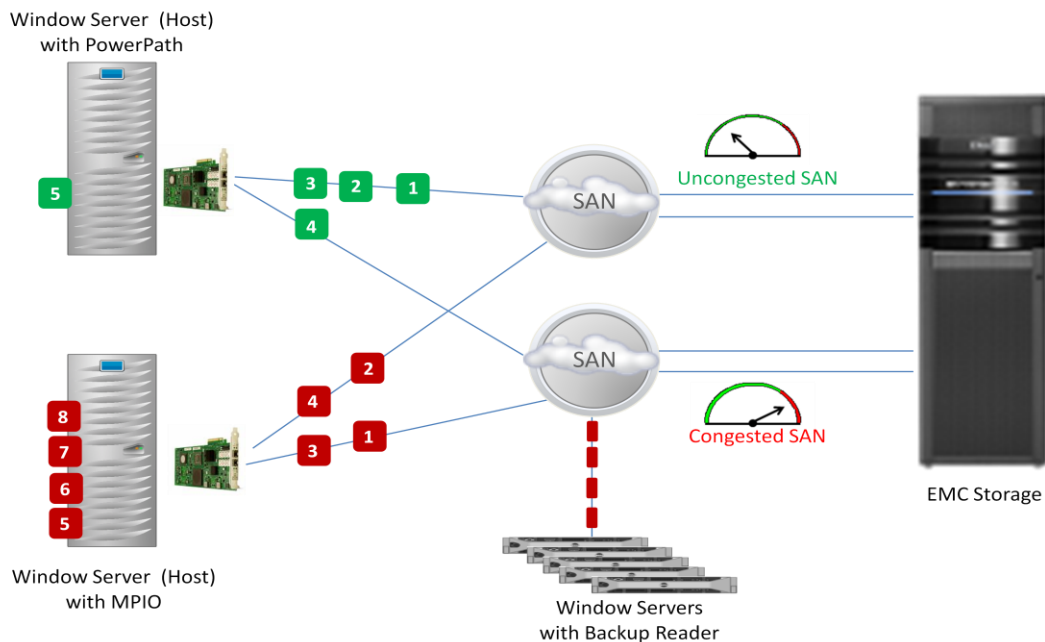 Window Server (Host)
with PowerPath
5
3
2
1
4
SAN
Uncongested SAN
2
4
3
1
8
7
6
5
SAN
Congested SAN
EMC Storage
Window Server (Host)
with MPIO
Window Servers
with Backup Reader